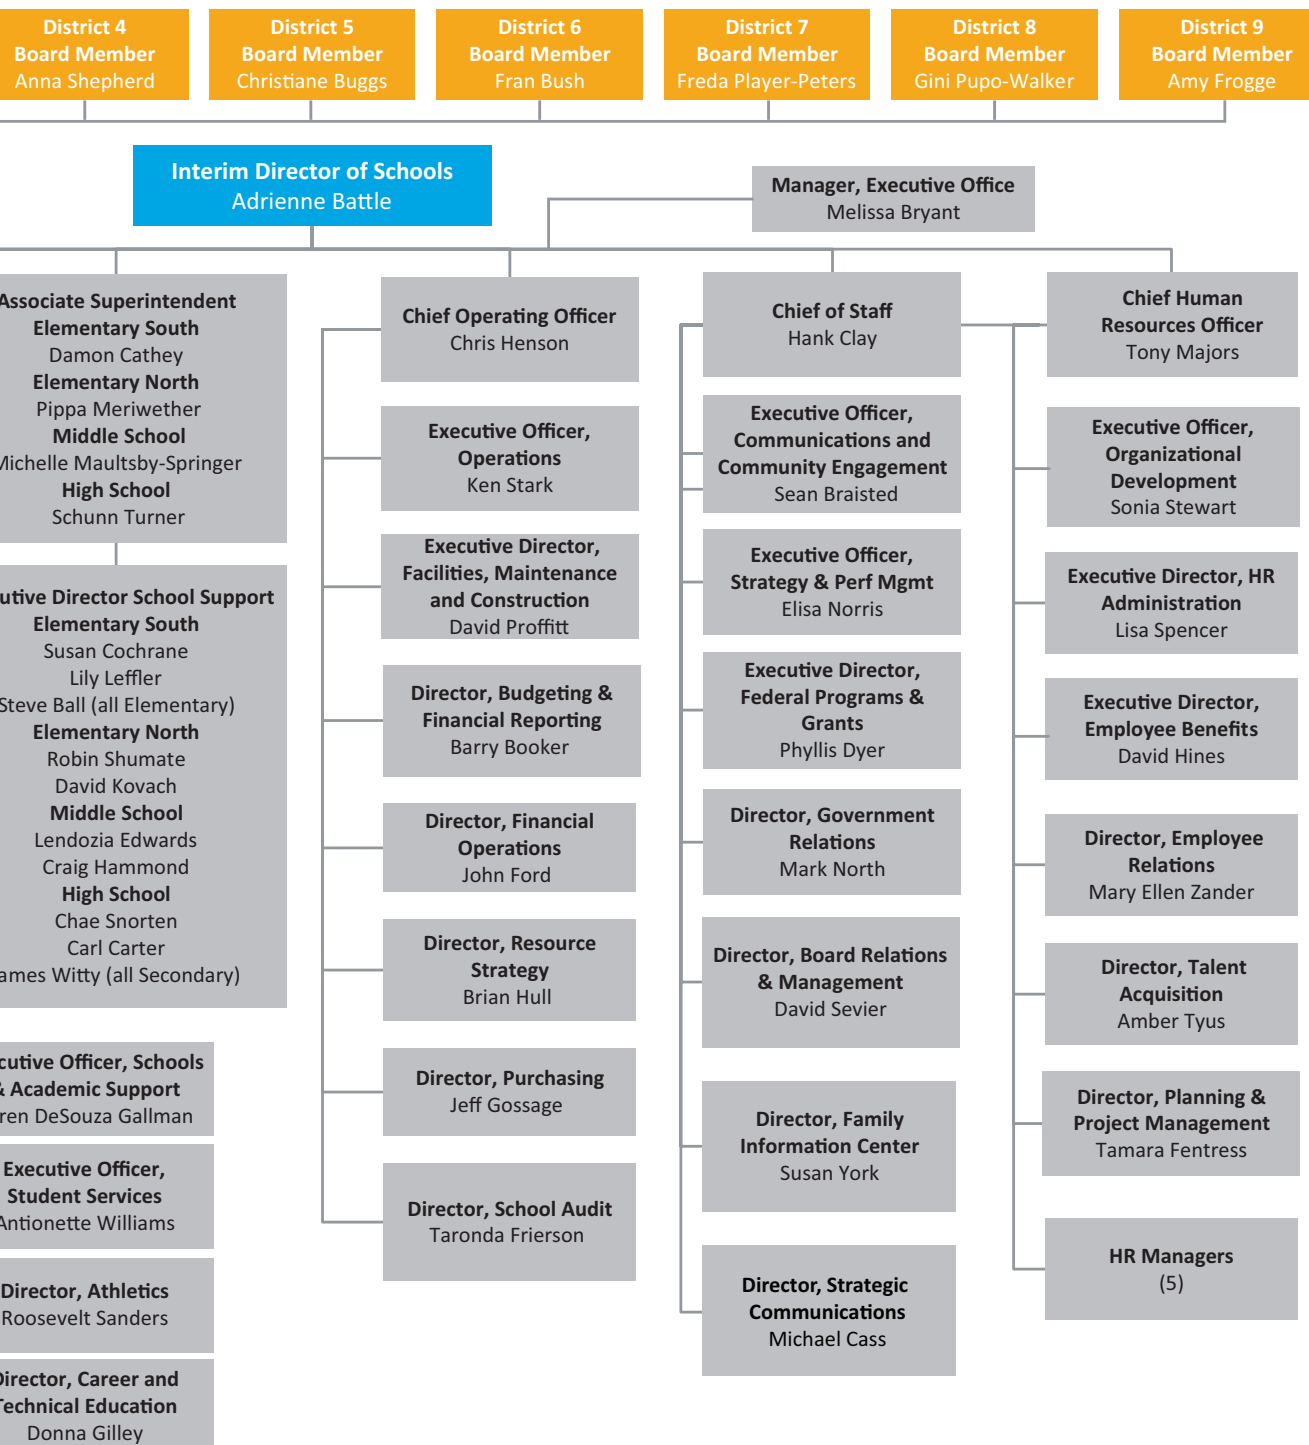 District 4
Board Member
Anna Shepherd
District 5
Board Member
Christiane Buggs
District 6
Board Member
Fran Bush
District 7
Board Member
Freda Player-Peters
District 8
Board Member
Gini Pupo-Walker
District 9
Board Member
Amy Frogge
Interim Director of Schools
Adrienne Battle
Manager, Executive Office
Melissa Bryant
Associate Superintendent
Elementary South
Damon Cathey
Elementary North
Pippa Meriwether
Middle School
Michelle Maultsby-Springer
High School
Schunn Turner
utive Director School Support
Elementary South
Susan Cochrane
Lily Leffler
Steve Ball (all Elementary)
Elementary North
Robin Shumate
David Kovach
Middle School
Lendozia Edwards
Craig Hammond
High School
Chae Snorten
Carl Carter
ames Witty (all Secondary)
cutive Officer, Schools
& Academic Support
ren DeSouza Gallman
Executive Officer,
Student Services
Antionette Williams
Director, Athletics
Roosevelt Sanders
Director, Career and
Technical Education
Donna Gilley
Chief Operating Officer
Chris Henson
Executive Officer,
Operations
Ken Stark
Executive Director,
Facilities, Maintenance
and Construction
David Proffitt
Director, Budgeting &
Financial Reporting
Barry Booker
Director, Financial
Operations
John Ford
Director, Resource
Strategy
Brian Hull
Director, Purchasing
Jeff Gossage
Director, School Audit
Taronda Frierson
Chief of Staff
Hank Clay
Executive Officer,
Communications and
Community Engagement
Sean Braisted
Executive Officer,
Strategy & Perf Mgmt
Elisa Norris
Executive Director,
Federal Programs &
Grants
Phyllis Dyer
Director, Government
Relations
Mark North
Director, Board Relations
& Management
David Sevier
Director, Family
Information Center
Susan York
Director, Strategic
Communications
Michael Cass
Chief Human
Resources Officer
Tony Majors
Executive Officer,
Organizational
Development
Sonia Stewart
Executive Director, HR
Administration
Lisa Spencer
Executive Director,
Employee Benefits
David Hines
Director, Employee
Relations
Mary Ellen Zander
Director, Talent
Acquisition
Amber Tyus
Director, Planning &
Project Management
Tamara Fentress
HR Managers
(5)